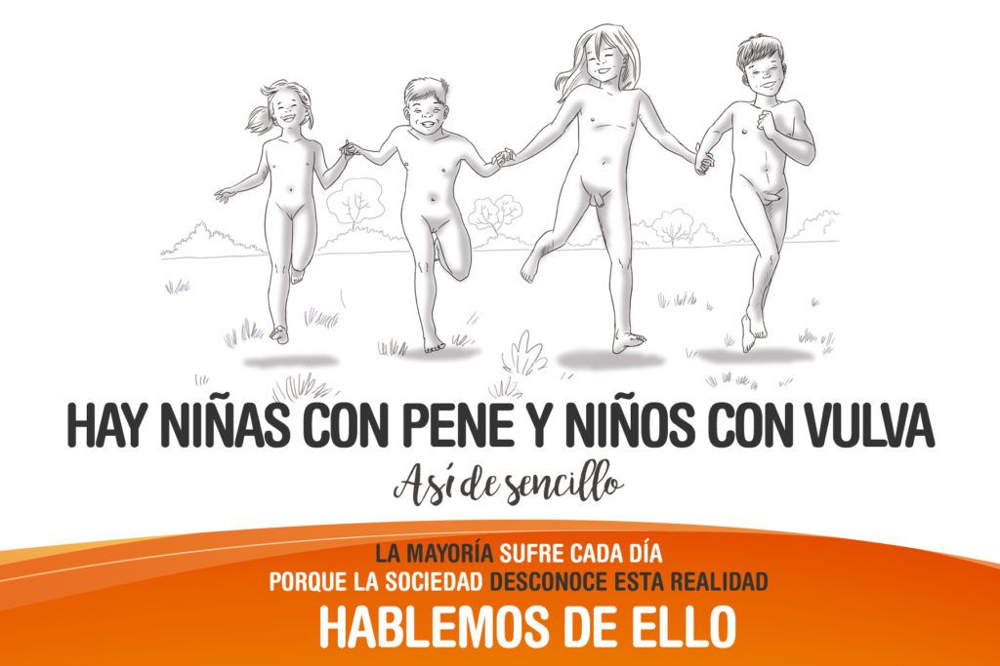 HAY NIÑAS CON PENE Y NIÑOS CON VULVA
Así de sencillo
LA MAYORÍA SUFRE CADA DÍA
PORQUE LA SOCIEDAD DESCONOCE ESTA REALIDAD
HABLEMOS DE ELLO